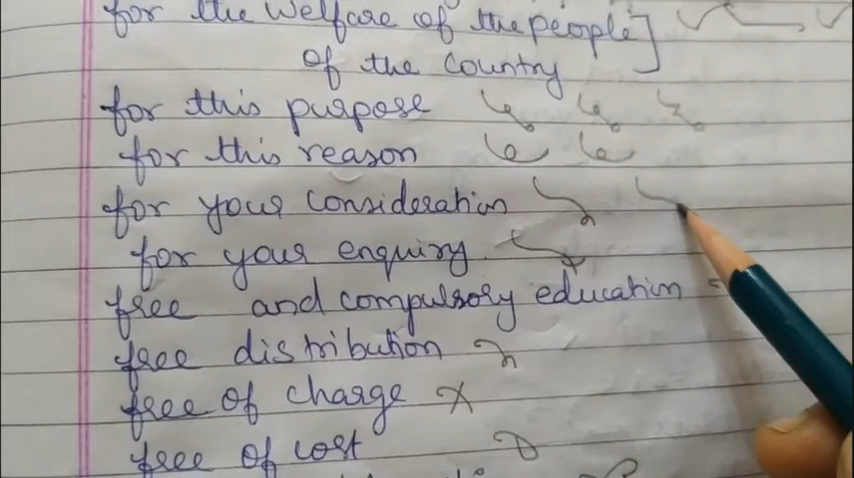 for the welfare of the people]
of the country
for this purpose
for this reason
for your consideration
for your enquiry
free and compulsory education
free distribution
free of charge
free of cost